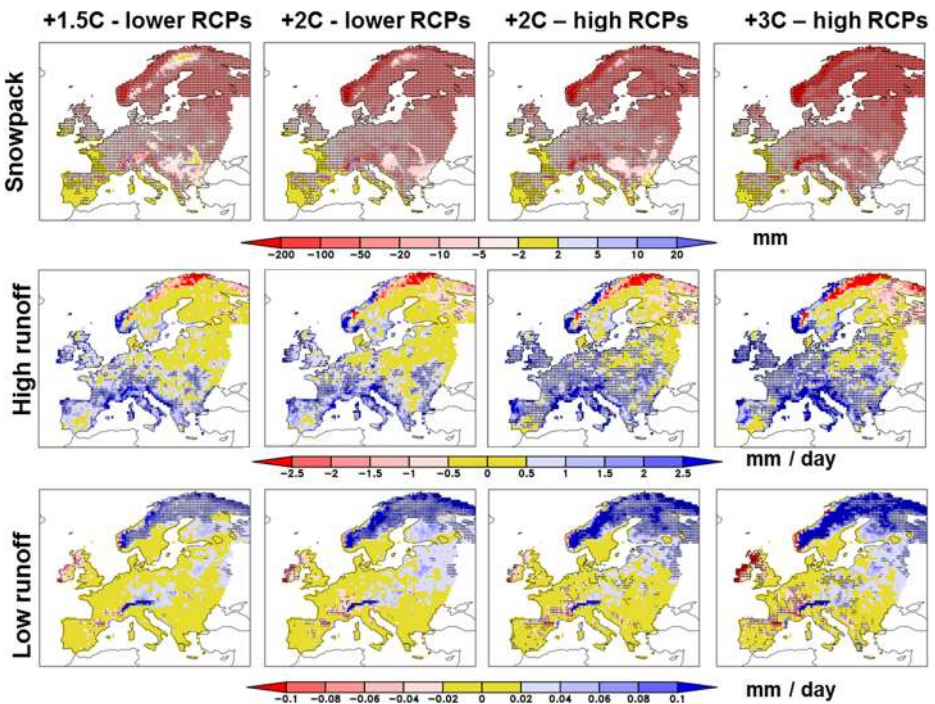 +1.5C - lower RCPs +2C - lower RCPs +2C – high RCPs +3C – high RCPs
Snowpack
−200 −100 −50 −20 −10 −5 −2 2 5 10 20
mm
High runoff
−2.5 −2 −1.5 −1 −0.5 0 0.5 1 1.5 2 2.5
mm / day
Low runoff
−0.1 −0.08 −0.06 −0.04 −0.02 0 0.02 0.04 0.06 0.08 0.1
mm / day